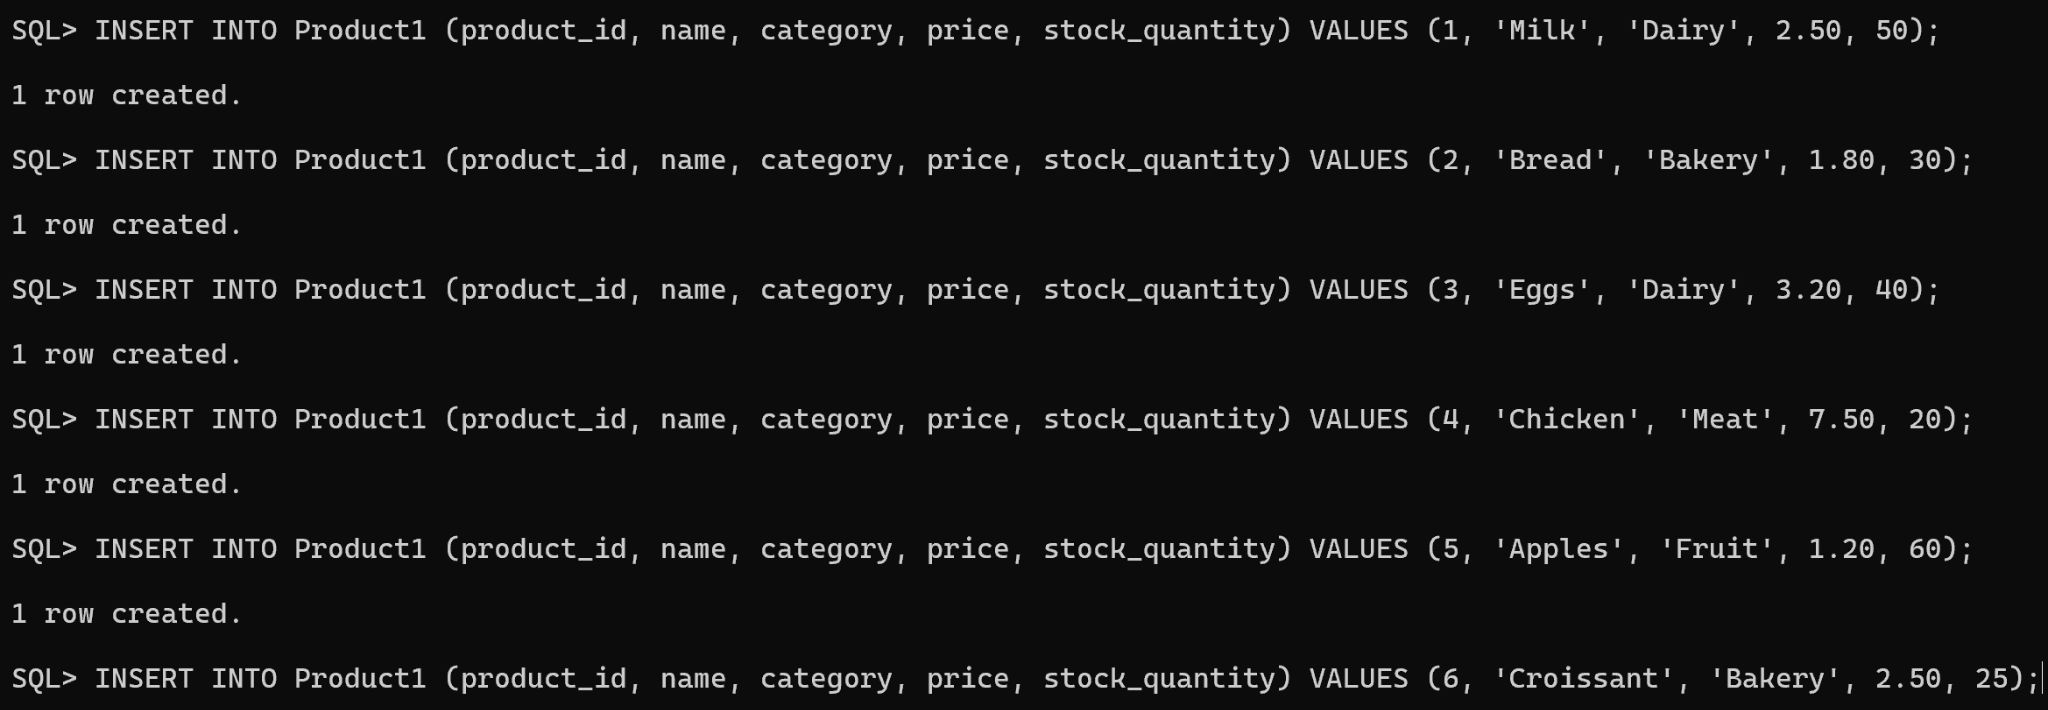 SQL> INSERT INTO Product1 (product_id, name, category, price, stock_quantity) VALUES (1, 'Milk', 'Dairy', 2.50, 50);
1 row created.
SQL> INSERT INTO Product1 (product_id, name, category, price, stock_quantity) VALUES (2, 'Bread', 'Bakery', 1.80, 30);
1 row created.
SQL> INSERT INTO Product1 (product_id, name, category, price, stock_quantity) VALUES (3, 'Eggs', 'Dairy', 3.20, 40);
1 row created.
SQL> INSERT INTO Product1 (product_id, name, category, price, stock_quantity) VALUES (4, 'Chicken', 'Meat', 7.50, 20);
1 row created.
SQL> INSERT INTO Product1 (product_id, name, category, price, stock_quantity) VALUES (5, 'Apples', 'Fruit', 1.20, 60);
1 row created.
SQL> INSERT INTO Product1 (product_id, name, category, price, stock_quantity) VALUES (6, 'Croissant', 'Bakery', 2.50, 25);